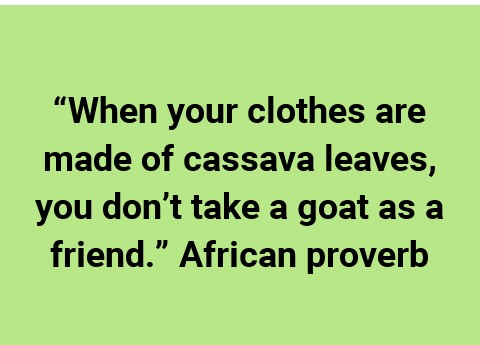 “When your clothes are
made of cassava leaves,
you don’t take a goat as a
friend.” African proverb